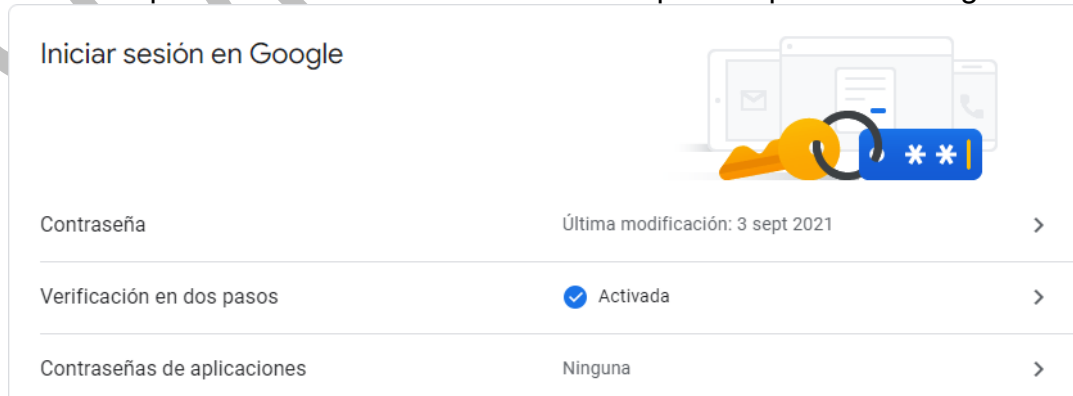 Iniciar sesión en Google
**
Contraseña Última modificación: 3 sept 2021
Verificación en dos pasos Activada
Contraseñas de aplicaciones Ninguna